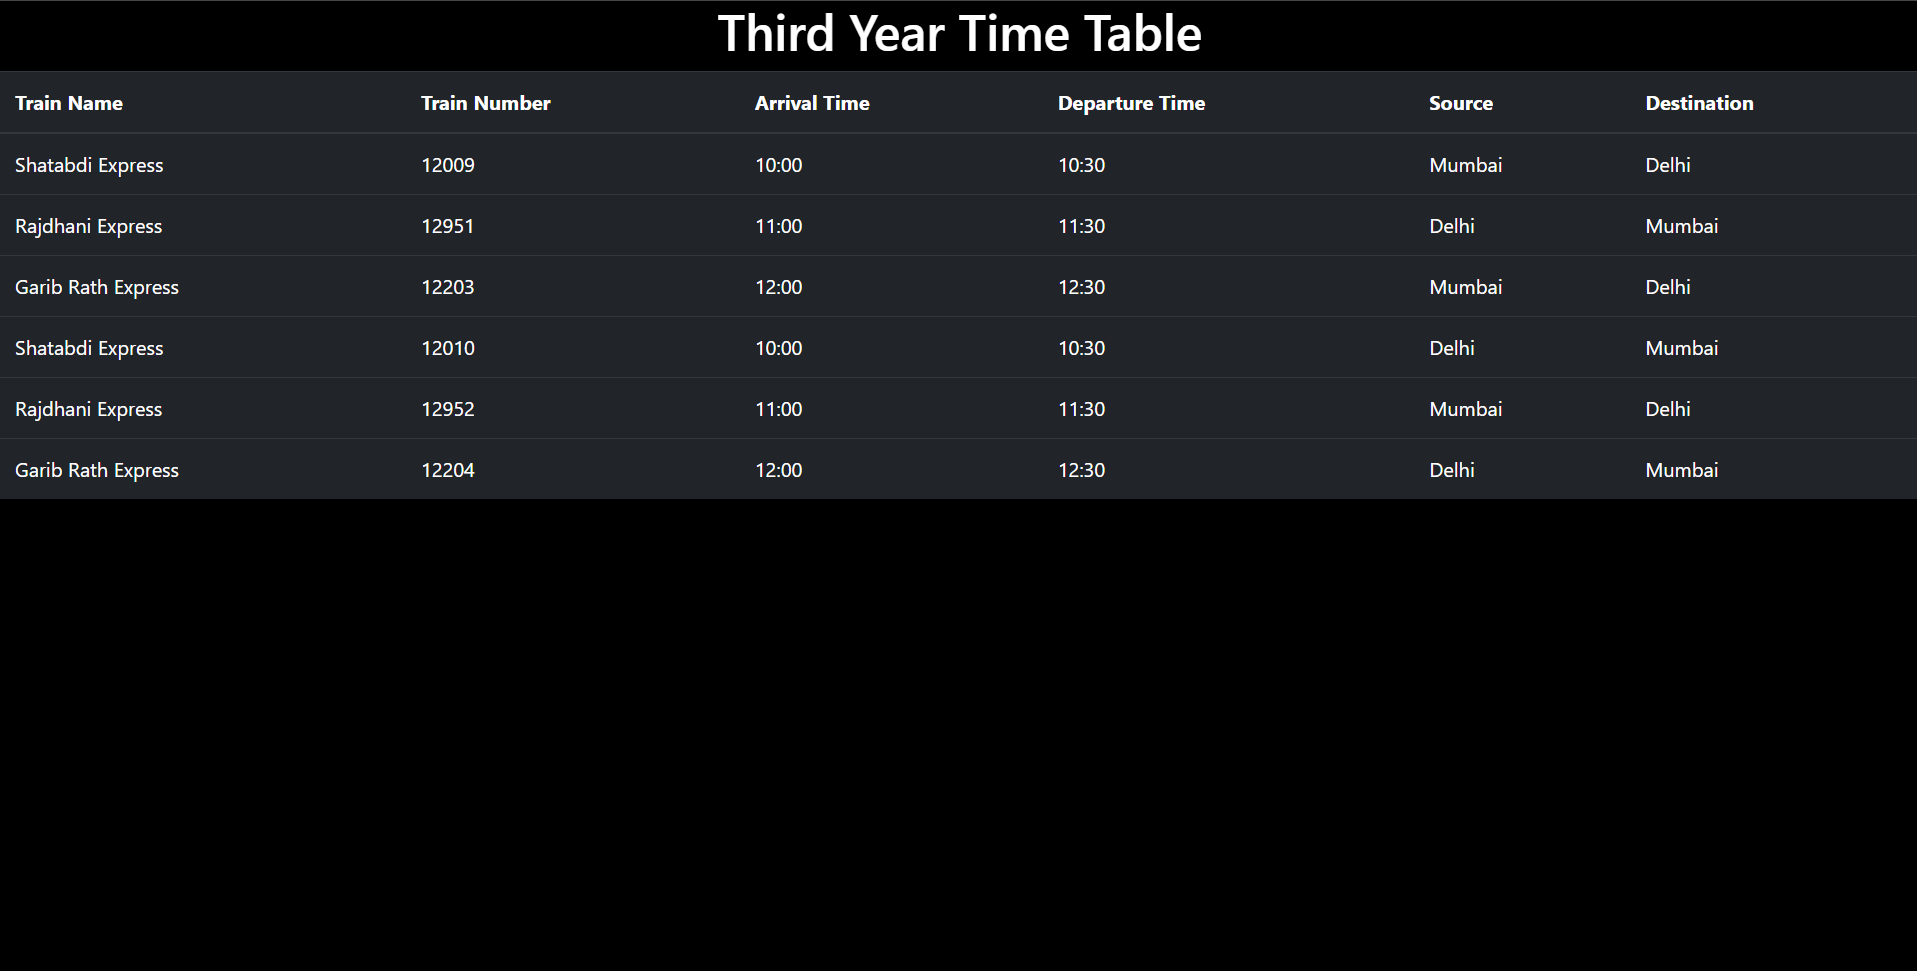 Third Year Time Table
Train Name Train Number Arrival Time Departure Time Source Destination
Shatabdi Express 12009 10:00 10:30 Mumbai Delhi
Rajdhani Express 12951 11:00 11:30 Delhi Mumbai
Garib Rath Express 12203 12:00 12:30 Mumbai Delhi
Shatabdi Express 12010 10:00 10:30 Delhi Mumbai
Rajdhani Express 12952 11:00 11:30 Mumbai Delhi
Garib Rath Express 12204 12:00 12:30 Delhi Mumbai